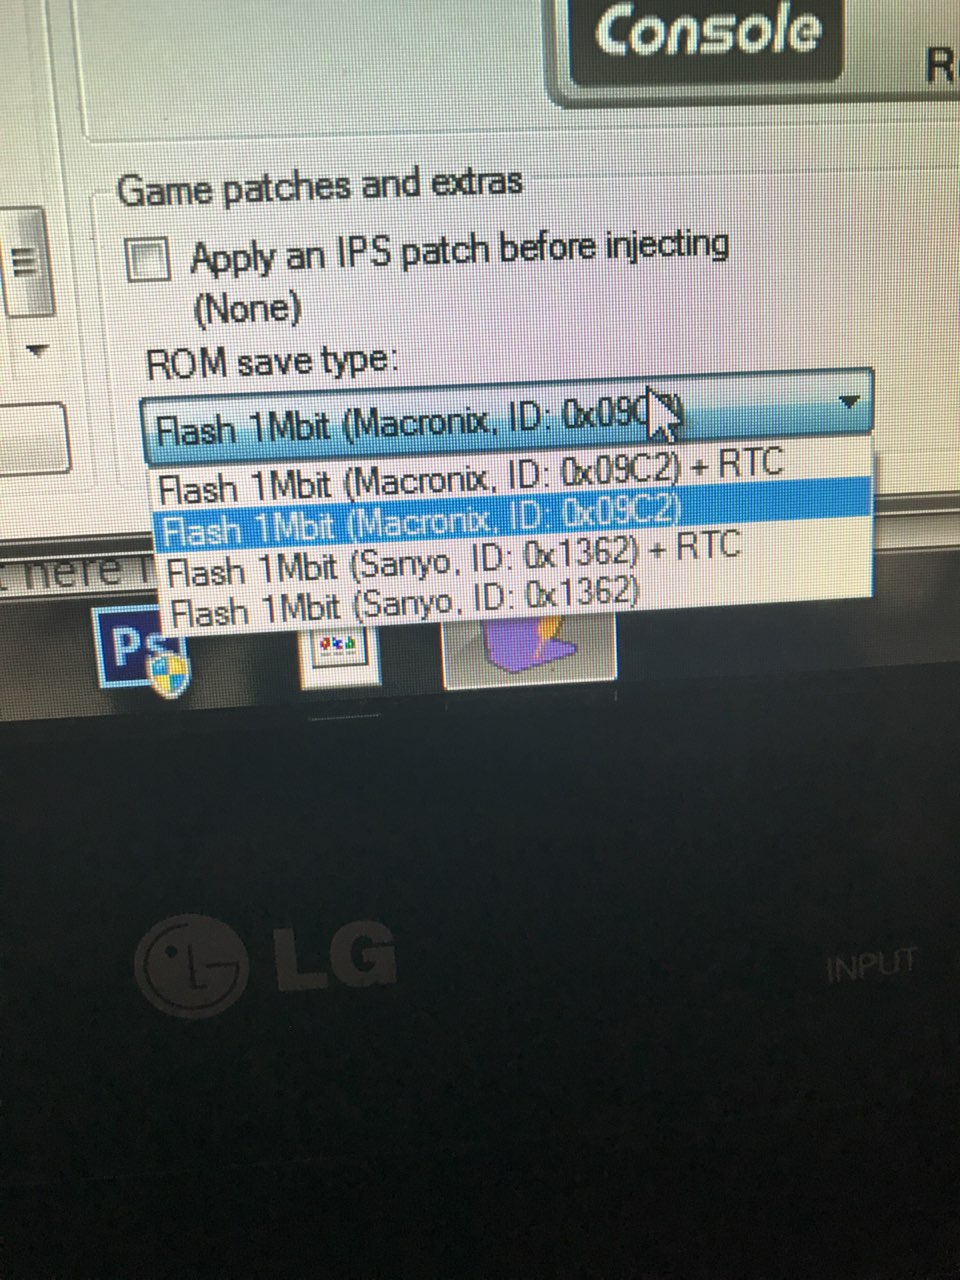 Console
R
Game patches and extras
Apply an IPS patch before injecting
(None)
ROM save type:
Flash 1Mbit (Macronix, ID: 0x09C2)
Flash 1Mbit (Macronix, ID: 0x09C2) + RTC
Flash 1Mbit (Macronix, ID: 0x09C2)
Flash 1Mbit (Sanyo, ID: 0x1362) + RTC
Flash 1Mbit (Sanyo, ID: 0x1362)
here
Ps
LG
INPUT